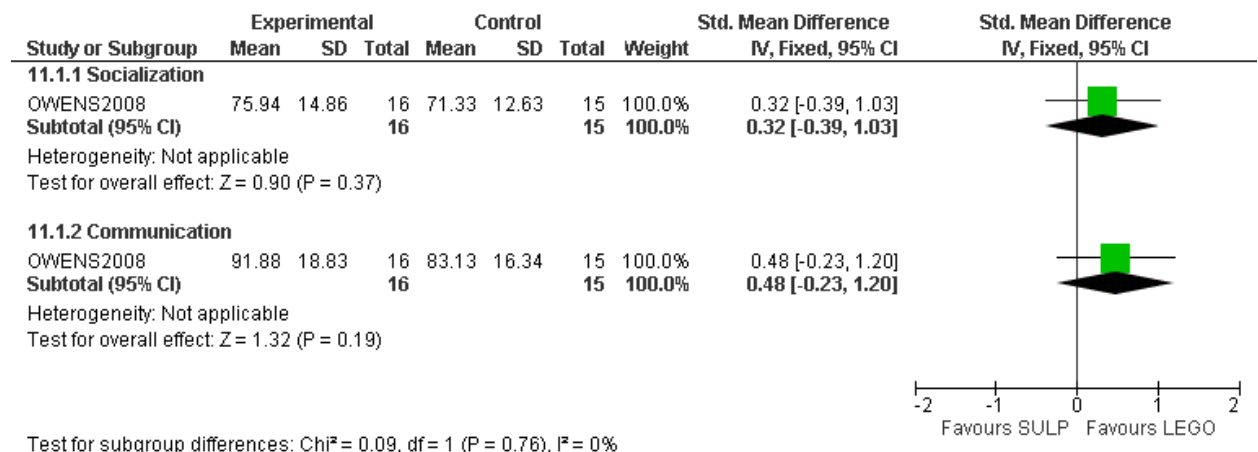 Experimental Control Std. Mean Difference Std. Mean Difference
Study or Subgroup Mean SD Total Mean SD Total Weight IV, Fixed, 95% CI IV, Fixed, 95% CI
11.1.1 Socialization
OWENS2008 75.94 14.86 16 71.33 12.63 15 100.0% 0.32 [-0.39, 1.03]
Subtotal (95% CI) 16 15 100.0% 0.32 [-0.39, 1.03]
Heterogeneity: Not applicable
Test for overall effect: Z = 0.90 (P = 0.37)
11.1.2 Communication
OWENS2008 91.88 18.83 16 83.13 16.34 15 100.0% 0.48 [-0.23, 1.20]
Subtotal (95% CI) 16 15 100.0% 0.48 [-0.23, 1.20]
Heterogeneity: Not applicable
Test for overall effect: Z = 1.32 (P = 0.19)
-2 -1 0 1 2
Favours SULP Favours LEGO
Test for subgroup differences: Chi² = 0.09, df = 1 (P = 0.76), I² = 0%